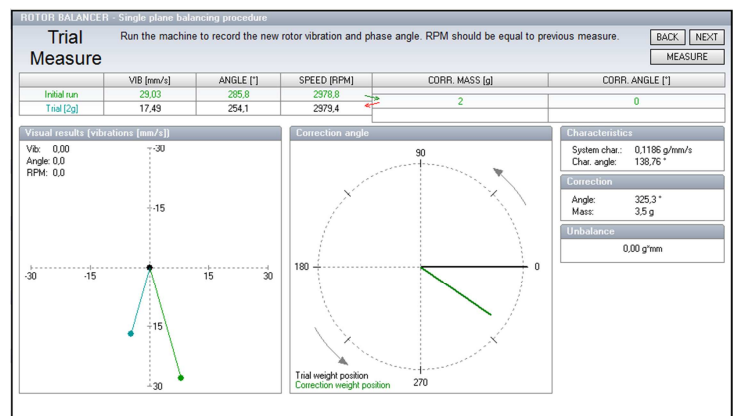 ROTOR BALANCER - Single plane balancing procedure
Trial Measure
Run the machine to record the new rotor vibration and phase angle. RPM should be equal to previous measure.
BACK NEXT
MEASURE
VIB [mm/s] ANGLE [°] SPEED [RPM] CORR. MASS [g] CORR. ANGLE [°]
Initial run 29,03 285,8 2978,8 2 0
Trial [2g] 17,49 254,1 2979,4
Visual results (vibrations [mm/s])
Vib: 0,00
Angle: 0,0
RPM: 0,0
-30
-15
-30 -15 15 30
15
30
Correction angle
90
180 0
270
Trial weight position
Correction weight position
Characteristics
System char.: 0,1186 g/mm/s
Char. angle: 138,76 °
Correction
Angle: 325,3 °
Mass: 3,5 g
Unbalance
0,00 g*mm